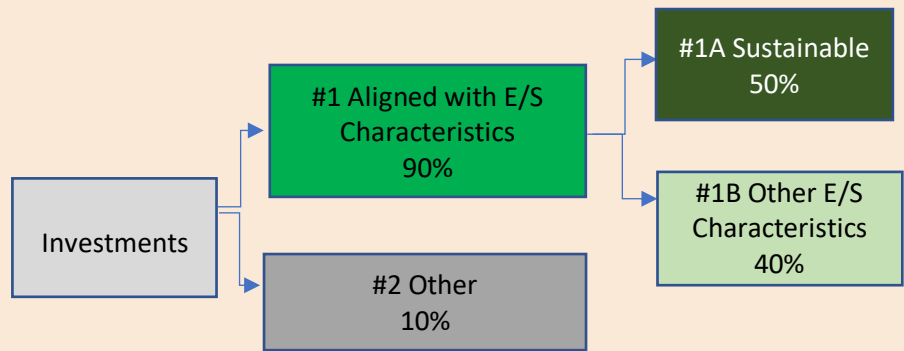 Investments
#1 Aligned with E/S
Characteristics
90%
#2 Other
10%
#1A Sustainable
50%
#1B Other E/S
Characteristics
40%